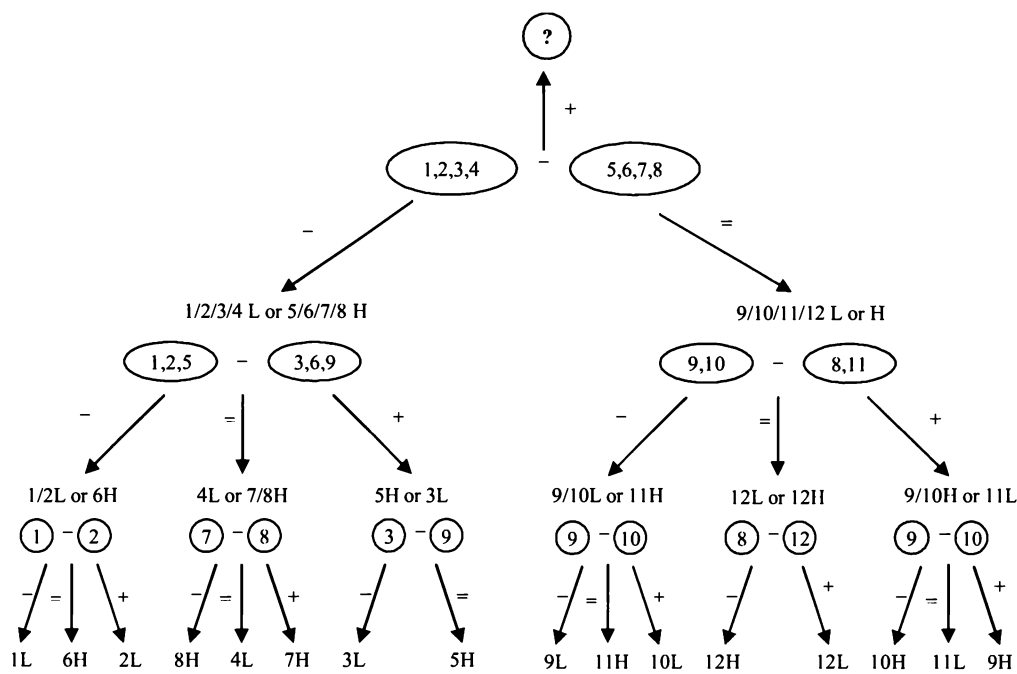 ?
+
1,2,3,4 – 5,6,7,8
– =
1/2/3/4 L or 5/6/7/8 H 9/10/11/12 L or H
1,2,5 – 3,6,9 9,10 – 8,11
– = + – = +
1/2L or 6H 4L or 7/8H 5H or 3L 9/10L or 11H 12L or 12H 9/10H or 11L
1 – 2 7 – 8 3 – 9 9 – 10 8 – 12 9 – 10
– = + – = + – = – = + – + – = +
1L 6H 2L 8H 4L 7H 3L 5H 9L 11H 10L 12H 12L 10H 11L 9H